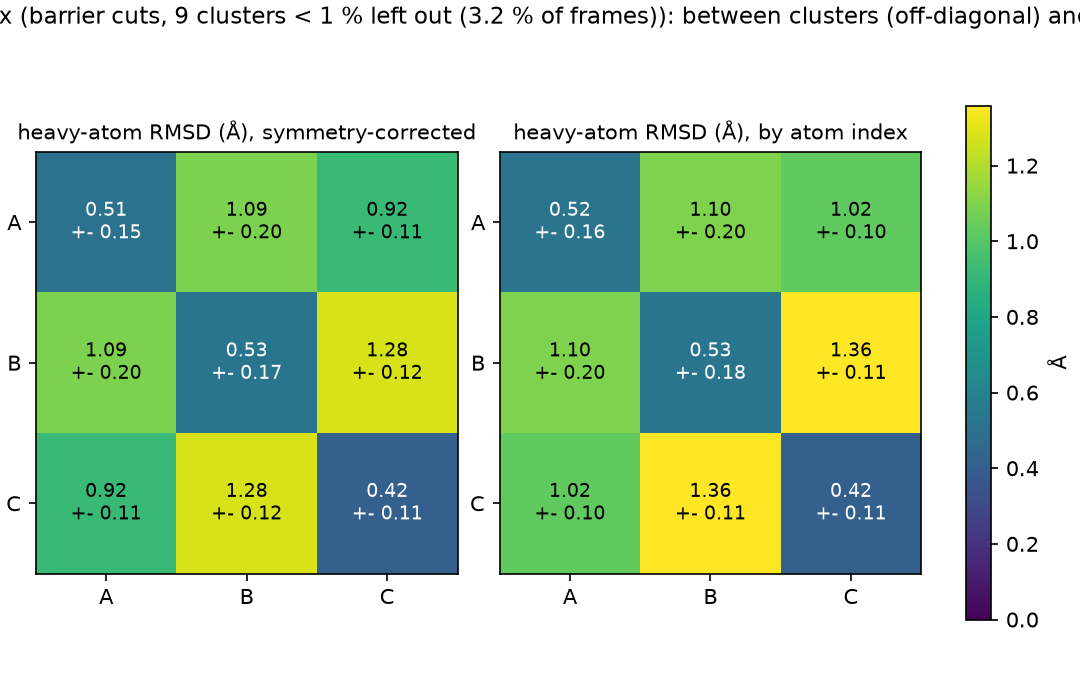 x (barrier cuts, 9 clusters < 1 % left out (3.2 % of frames)): between clusters (off-diagonal) an
heavy-atom RMSD (Å), symmetry-corrected
A
B
C
0.51
+- 0.15
1.09
+- 0.20
0.92
+- 0.11
1.09
+- 0.20
0.53
+- 0.17
1.28
+- 0.12
0.92
+- 0.11
1.28
+- 0.12
0.42
+- 0.11
A
B
C
heavy-atom RMSD (Å), by atom index
A
B
C
0.52
+- 0.16
1.10
+- 0.20
1.02
+- 0.10
1.10
+- 0.20
0.53
+- 0.18
1.36
+- 0.11
1.02
+- 0.10
1.36
+- 0.11
0.42
+- 0.11
A
B
C
1.2
1.0
0.8
0.6
0.4
0.2
0.0
Å